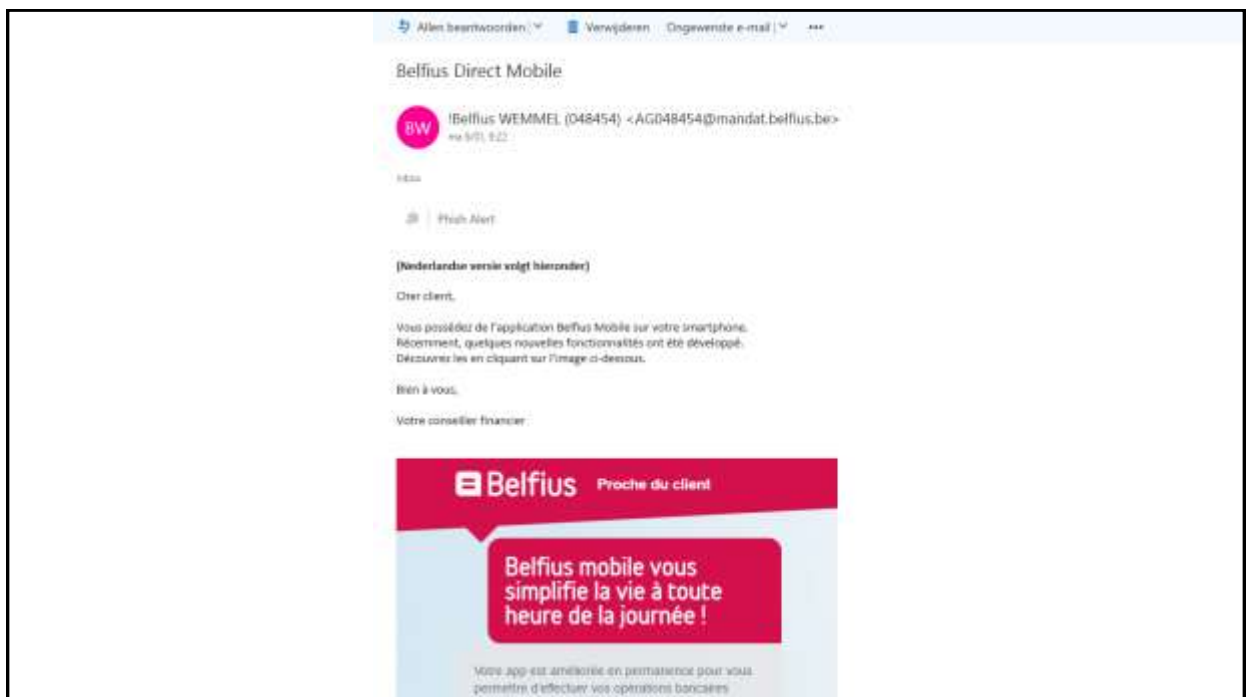 Allen beantwoorden | Verwijderen Ongewenste e-mail | ...
Belfius Direct Mobile
BW
!Belfius WEMMEL (048454) <AG048454@mandat.belfius.be>
ma 9:22
Inbox
Phish Alert
(Nederlandse versie volgt hieronder)
Cher client,
Vous possédez de l'application Belfius Mobile sur votre smartphone.
Récemment, quelques nouvelles fonctionnalités ont été développé.
Découvrez les en cliquant sur l'image ci-dessous.
Bien à vous,
Votre conseiller financier
Belfius Proche du client
Belfius mobile vous
simplifie la vie à toute
heure de la journée !
Votre app est améliorée en permanence pour vous
permettre d'effectuer vos opérations bancaires